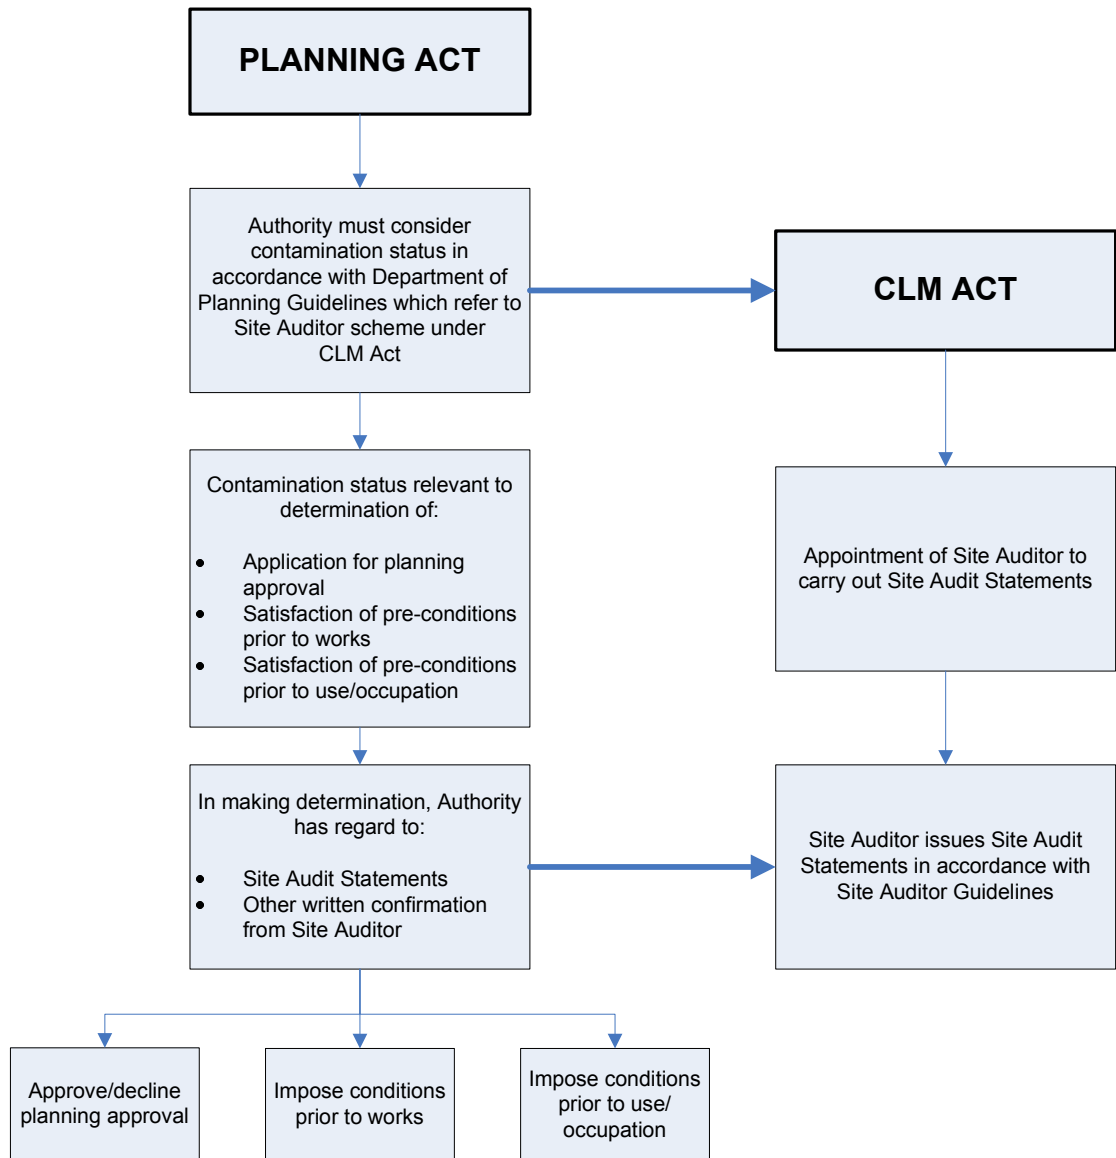 PLANNING ACT
Authority must consider
contamination status in
accordance with Department of
Planning Guidelines which refer to
Site Auditor scheme under
CLM Act
CLM ACT
Contamination status relevant to
determination of:
• Application for planning
approval
• Satisfaction of pre-conditions
prior to works
• Satisfaction of pre-conditions
prior to use/occupation
Appointment of Site Auditor to
carry out Site Audit Statements
In making determination, Authority
has regard to:
• Site Audit Statements
• Other written confirmation
from Site Auditor
Site Auditor issues Site Audit
Statements in accordance with
Site Auditor Guidelines
Approve/decline
planning approval
Impose conditions
prior to works
Impose conditions
prior to use/
occupation